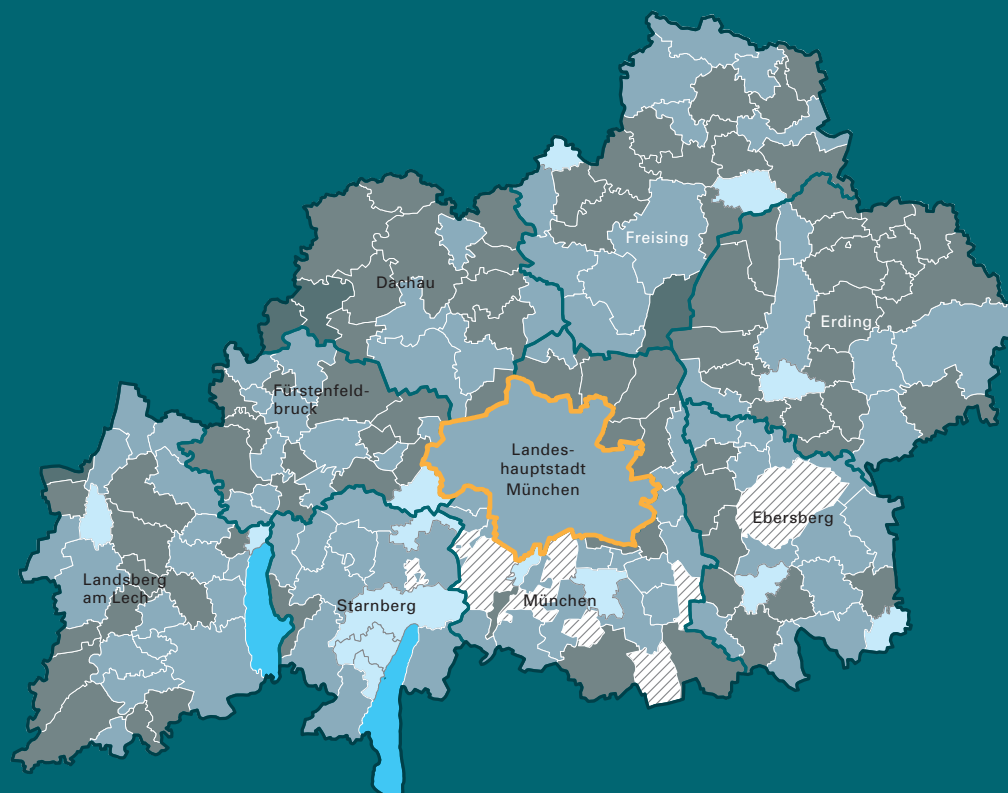 Freising
Dachau
Erding
Fürstenfeld-
bruck
Landes-
hauptstadt
München
Ebersberg
Landsberg
am Lech
Starnberg
München